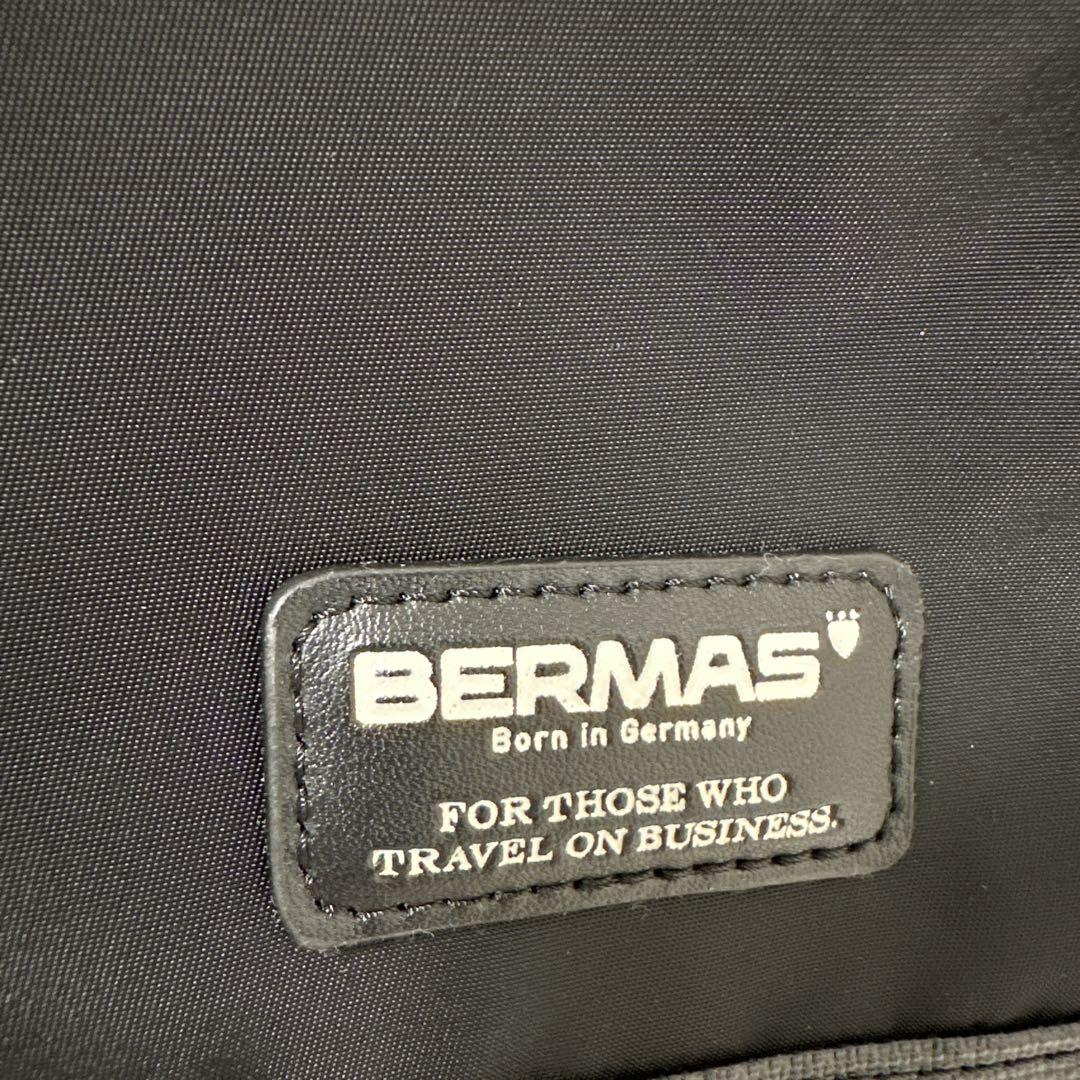 BERMAS
Born in Germany
FOR THOSE WHO
TRAVEL ON BUSINESS.